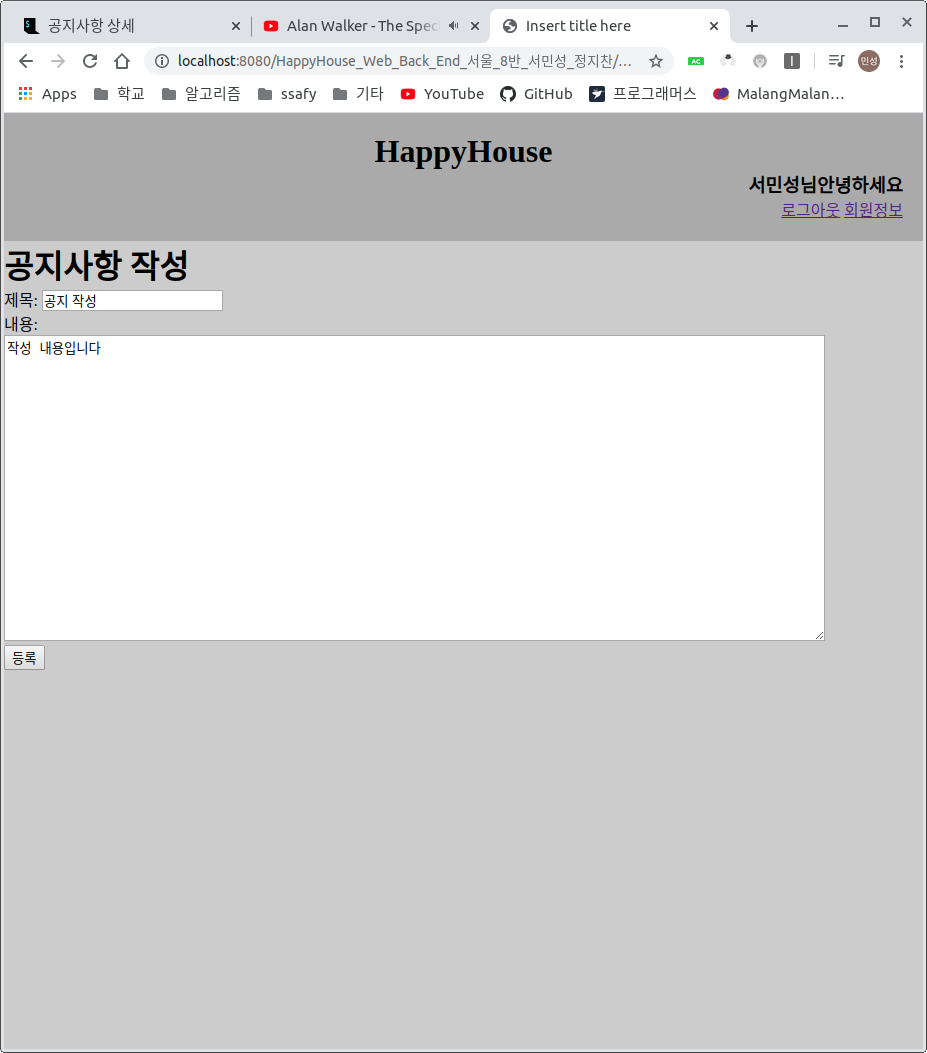 공지사항 상세
Alan Walker - The Spec
Insert title here
localhost:8080/HappyHouse_Web_Back_End_서울_8반_서민성_정지찬/...
AC
민성
Apps 학교 알고리즘 ssafy 기타 YouTube GitHub 프로그래머스 MalangMalan...
HappyHouse
서민성님안녕하세요
로그아웃 회원정보
공지사항 작성
제목: 공지 작성
내용:
작성 내용입니다
등록